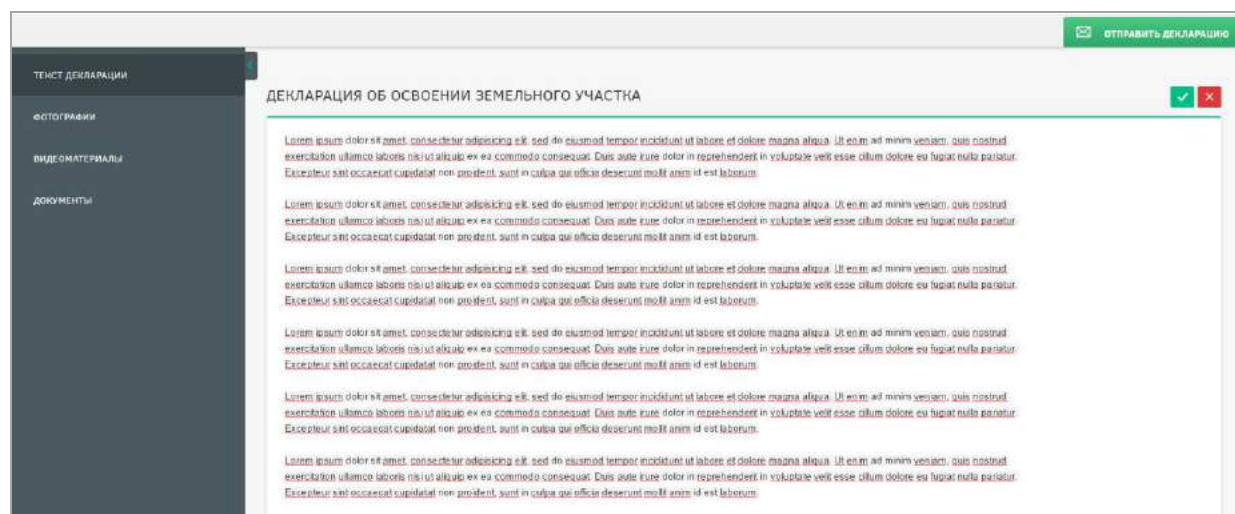 ОТПРАВИТЬ ДЕКЛАРАЦИЮ
ТЕКСТ ДЕКЛАРАЦИИ
ФОТОГРАФИИ
ВИДЕОМАТЕРИАЛЫ
ДОКУМЕНТЫ
ДЕКЛАРАЦИЯ ОБ ОСВОЕНИИ ЗЕМЕЛЬНОГО УЧАСТКА
Lorem ipsum dolor sit amet, consectetur adipisicing elit, sed do eiusmod tempor incididunt ut labore et dolore magna aliqua. Ut enim ad minim veniam, quis nostrud
exercitation ullamco laboris nisi ut aliquip ex ea commodo consequat. Duis aute irure dolor in reprehenderit in voluptate velit esse cillum dolore eu fugiat nulla pariatur.
Excepteur sint occaecat cupidatat non proident, sunt in culpa qui officia deserunt mollit anim id est laborum.
Lorem ipsum dolor sit amet, consectetur adipisicing elit, sed do eiusmod tempor incididunt ut labore et dolore magna aliqua. Ut enim ad minim veniam, quis nostrud
exercitation ullamco laboris nisi ut aliquip ex ea commodo consequat. Duis aute irure dolor in reprehenderit in voluptate velit esse cillum dolore eu fugiat nulla pariatur.
Excepteur sint occaecat cupidatat non proident, sunt in culpa qui officia deserunt mollit anim id est laborum.
Lorem ipsum dolor sit amet, consectetur adipisicing elit, sed do eiusmod tempor incididunt ut labore et dolore magna aliqua. Ut enim ad minim veniam, quis nostrud
exercitation ullamco laboris nisi ut aliquip ex ea commodo consequat. Duis aute irure dolor in reprehenderit in voluptate velit esse cillum dolore eu fugiat nulla pariatur.
Excepteur sint occaecat cupidatat non proident, sunt in culpa qui officia deserunt mollit anim id est laborum.
Lorem ipsum dolor sit amet, consectetur adipisicing elit, sed do eiusmod tempor incididunt ut labore et dolore magna aliqua. Ut enim ad minim veniam, quis nostrud
exercitation ullamco laboris nisi ut aliquip ex ea commodo consequat. Duis aute irure dolor in reprehenderit in voluptate velit esse cillum dolore eu fugiat nulla pariatur.
Excepteur sint occaecat cupidatat non proident, sunt in culpa qui officia deserunt mollit anim id est laborum.
Lorem ipsum dolor sit amet, consectetur adipisicing elit, sed do eiusmod tempor incididunt ut labore et dolore magna aliqua. Ut enim ad minim veniam, quis nostrud
exercitation ullamco laboris nisi ut aliquip ex ea commodo consequat. Duis aute irure dolor in reprehenderit in voluptate velit esse cillum dolore eu fugiat nulla pariatur.
Excepteur sint occaecat cupidatat non proident, sunt in culpa qui officia deserunt mollit anim id est laborum.
Lorem ipsum dolor sit amet, consectetur adipisicing elit, sed do eiusmod tempor incididunt ut labore et dolore magna aliqua. Ut enim ad minim veniam, quis nostrud
exercitation ullamco laboris nisi ut aliquip ex ea commodo consequat. Duis aute irure dolor in reprehenderit in voluptate velit esse cillum dolore eu fugiat nulla pariatur.
Excepteur sint occaecat cupidatat non proident, sunt in culpa qui officia deserunt mollit anim id est laborum.